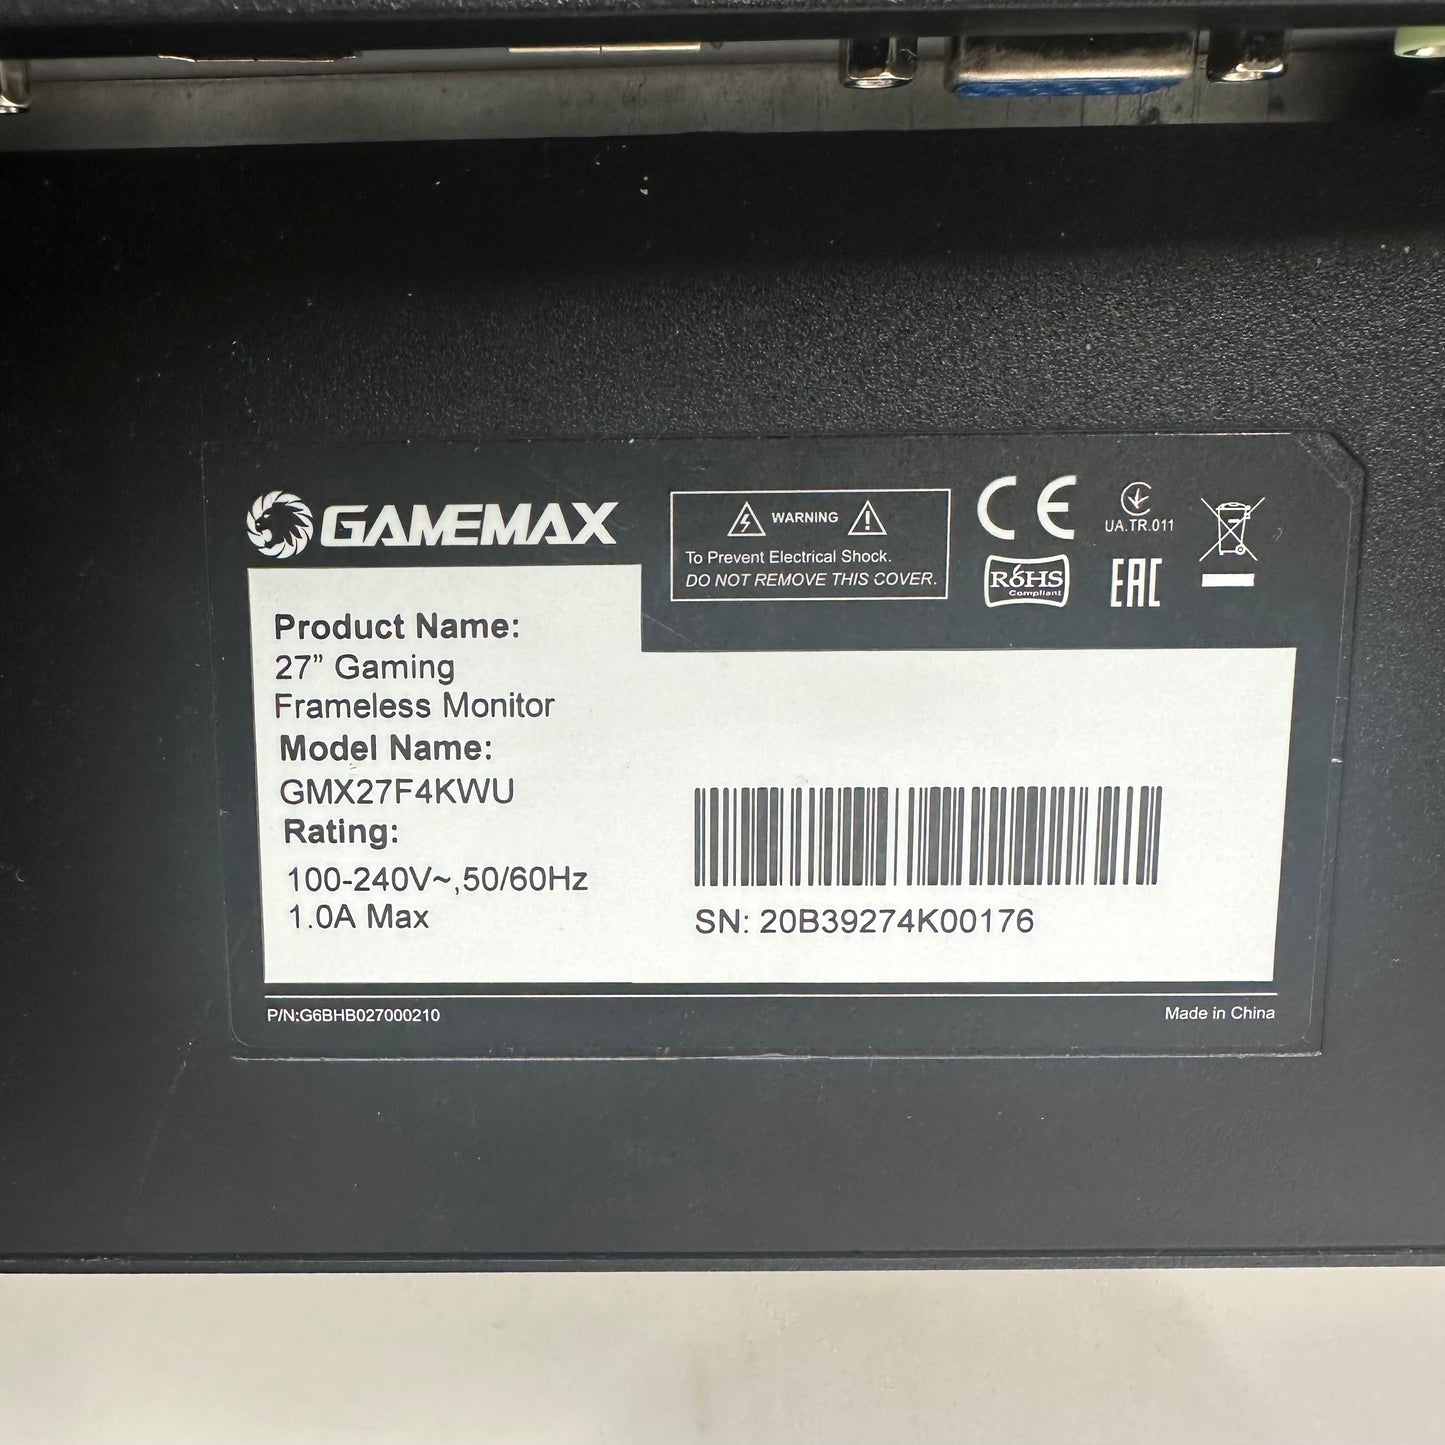 GAMEMAX
WARNING
To Prevent Electrical Shock.
DO NOT REMOVE THIS COVER.
CE
UA.TR.011
RoHS
Compliant
EAC
Product Name:
27” Gaming
Frameless Monitor
Model Name:
GMX27F4KWU
Rating:
100-240V~,50/60Hz
1.0A Max
SN: 20B39274K00176
P/N:G6BHB027000210
Made in China